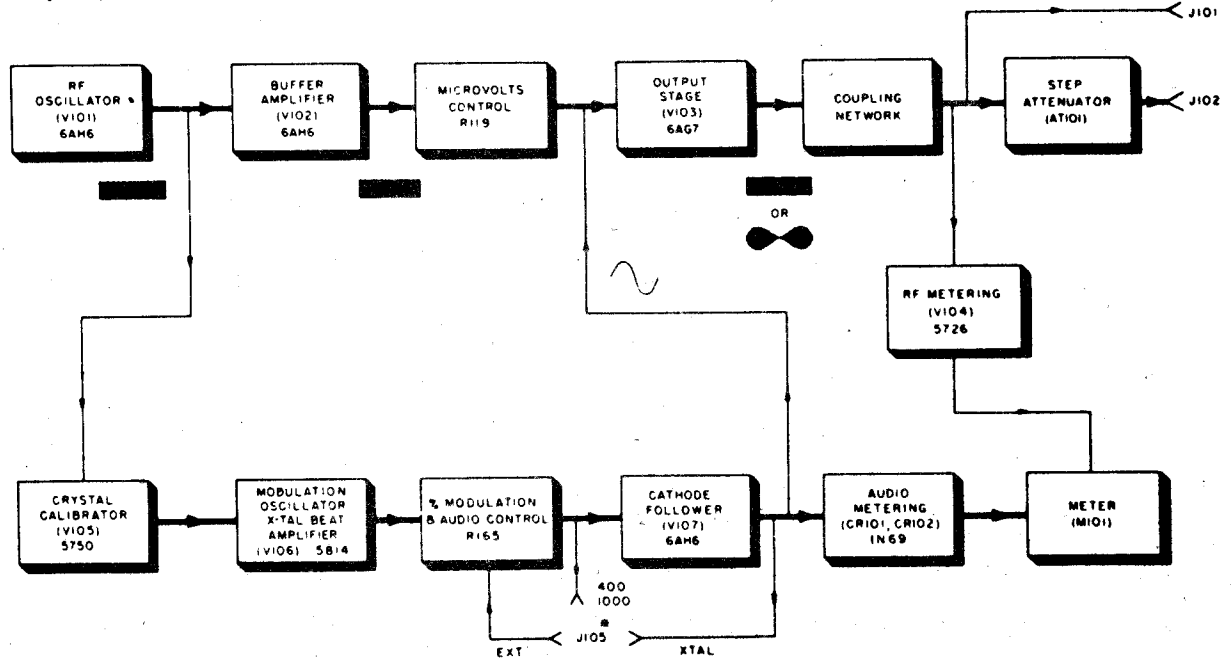 J101
RF
OSCILLATOR *
(V101)
6AH6
BUFFER
AMPLIFIER
(V102)
6AH6
MICROVOLTS
CONTROL
R119
OUTPUT
STAGE
(V103)
6AG7
COUPLING
NETWORK
STEP
ATTENUATOR
(AT101)
J102
OR
RF METERING
(V104)
5726
CRYSTAL
CALIBRATOR
(V105)
5750
MODULATION
OSCILLATOR
X-TAL BEAT
AMPLIFIER
(V106) 5814
% MODULATION
& AUDIO CONTROL
R165
CATHODE
FOLLOWER
(V107)
6AH6
AUDIO
METERING
(CR101, CR102)
IN69
METER
(M101)
400
1000
*
J105
EXT
XTAL